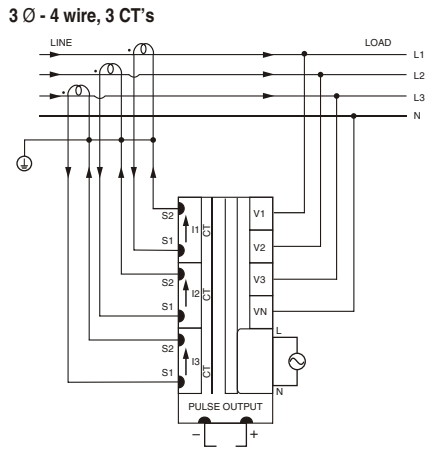 3 Ø - 4 wire, 3 CT's
LINE LOAD
L1
L2
L3
N
S2 I1 CT V1
S1 V2
S2 I2 CT V3
S1 VN
S2 I3 CT L
S1 N
PULSE OUTPUT
– +